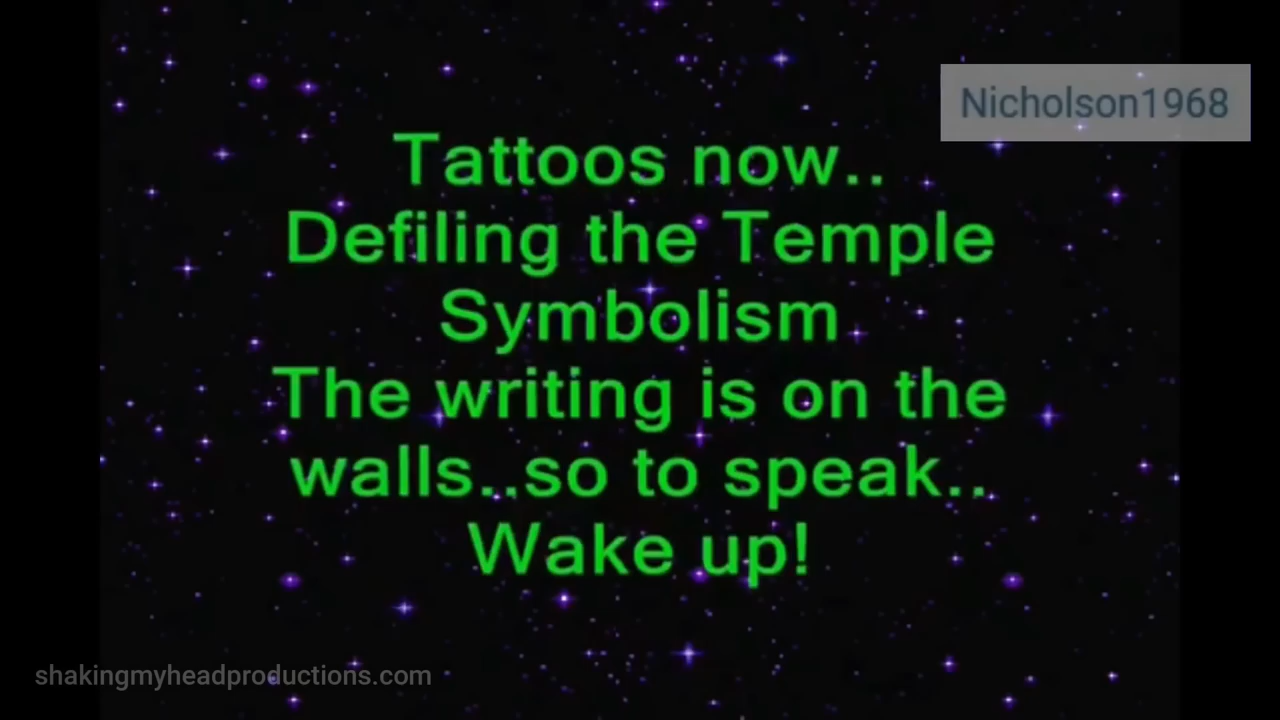 Nicholson1968
Tattoos now..
Defiling the Temple
Symbolism
The writing is on the
walls..so to speak..
Wake up!
shakingmyheadproductions.com